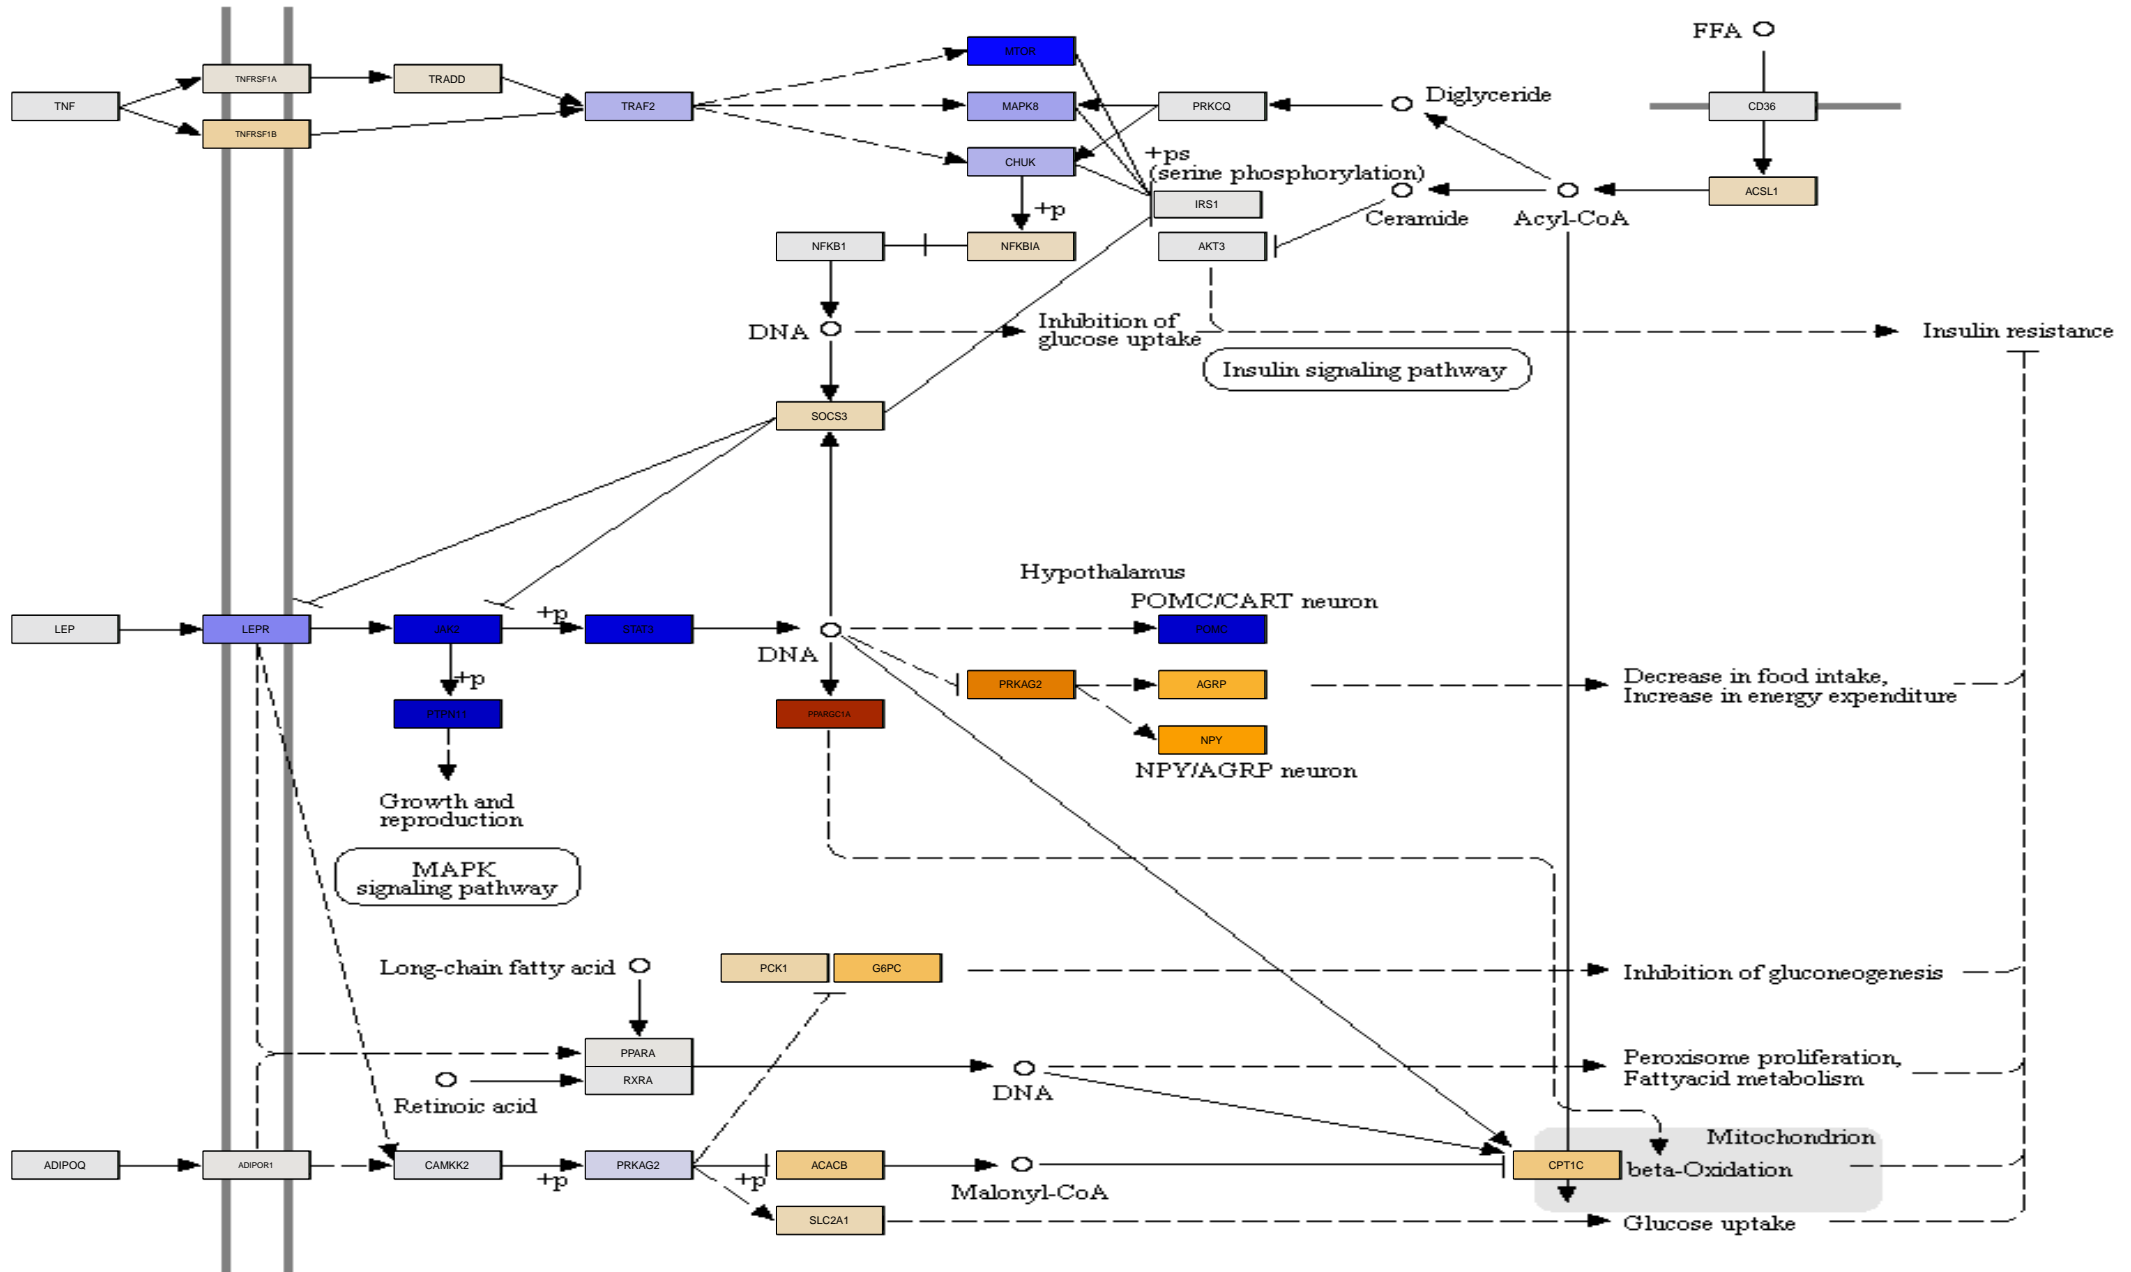 FFA
MTOR
TNFRSF1A
TRADD
TNF
TRAF2
MAPK8
PRKCQ
Diglyceride
CD36
TNFRSF1B
CHUK
+ps
(serine phosphorylation)
IRS1
ACSL1
+p
Ceramide
Acyl-CoA
NFKB1
NFKBIA
AKT3
DNA
Inhibition of
glucose uptake
Insulin resistance
Insulin signaling pathway
SOCS3
Hypothalamus
POMC/CART neuron
+p
LEP
LEPR
JAK2
STAT3
POMC
DNA
+p
PRKAG2
AGRP
Decrease in food intake,
Increase in energy expenditure
PTPN11
PPARGC1A
NPY
NPY/AGRP neuron
Growth and
reproduction
MAPK
signaling pathway
Long-chain fatty acid
PCK1
G6PC
Inhibition of gluconeogenesis
PPARA
RXRA
Peroxisome proliferation,
Fattyacid metabolism
DNA
Retinoic acid
Mitochondrion
ADIPOQ
ADIPOR1
CAMKK2
PRKAG2
ACACB
CPT1C
beta-Oxidation
+p
+p
Malonyl-CoA
SLC2A1
Glucose uptake